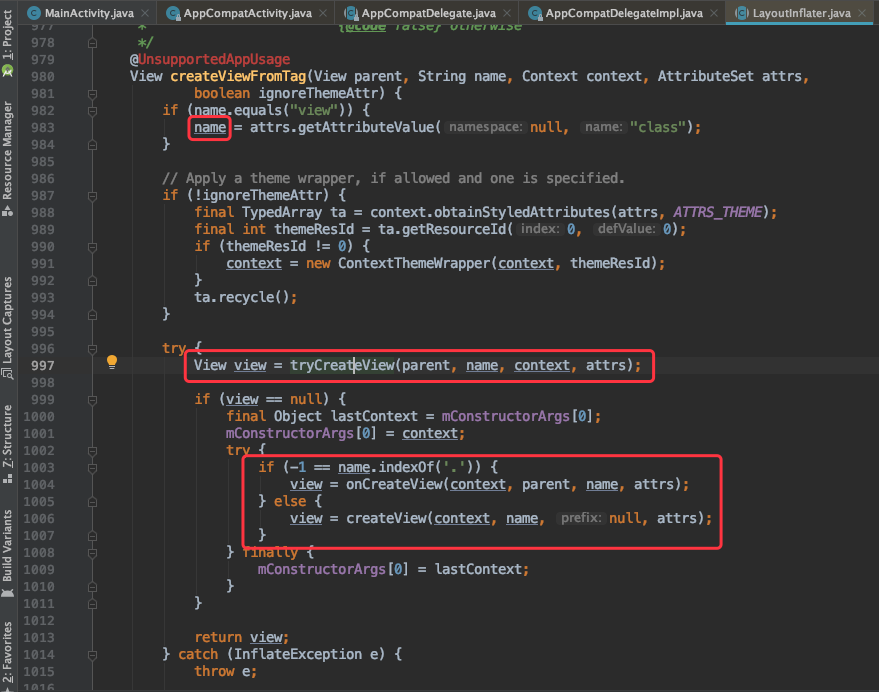 MainActivity.java
AppCompatActivity.java
AppCompatDelegate.java
AppCompatDelegateImpl.java
LayoutInflater.java
1: Project
Resource Manager
Layout Captures
Z: Structure
Build Variants
2: Favorites
977 * {@code false} otherwise
978 */
979 @UnsupportedAppUsage
980 View createViewFromTag(View parent, String name, Context context, AttributeSet attrs,
981 boolean ignoreThemeAttr) {
982 if (name.equals("view")) {
983 name = attrs.getAttributeValue( namespace: null, name: "class");
984 }
985
986 // Apply a theme wrapper, if allowed and one is specified.
987 if (!ignoreThemeAttr) {
988 final TypedArray ta = context.obtainStyledAttributes(attrs, ATTRS_THEME);
989 final int themeResId = ta.getResourceId( index: 0, defValue: 0);
990 if (themeResId != 0) {
991 context = new ContextThemeWrapper(context, themeResId);
992 }
993 ta.recycle();
994 }
995
996 try {
997 View view = tryCreateView(parent, name, context, attrs);
998
999 if (view == null) {
1000 final Object lastContext = mConstructorArgs[0];
1001 mConstructorArgs[0] = context;
1002 try {
1003 if (-1 == name.indexOf('.')) {
1004 view = onCreateView(context, parent, name, attrs);
1005 } else {
1006 view = createView(context, name, prefix: null, attrs);
1007 }
1008 } finally {
1009 mConstructorArgs[0] = lastContext;
1010 }
1011 }
1012
1013 return view;
1014 } catch (InflateException e) {
1015 throw e;
1016